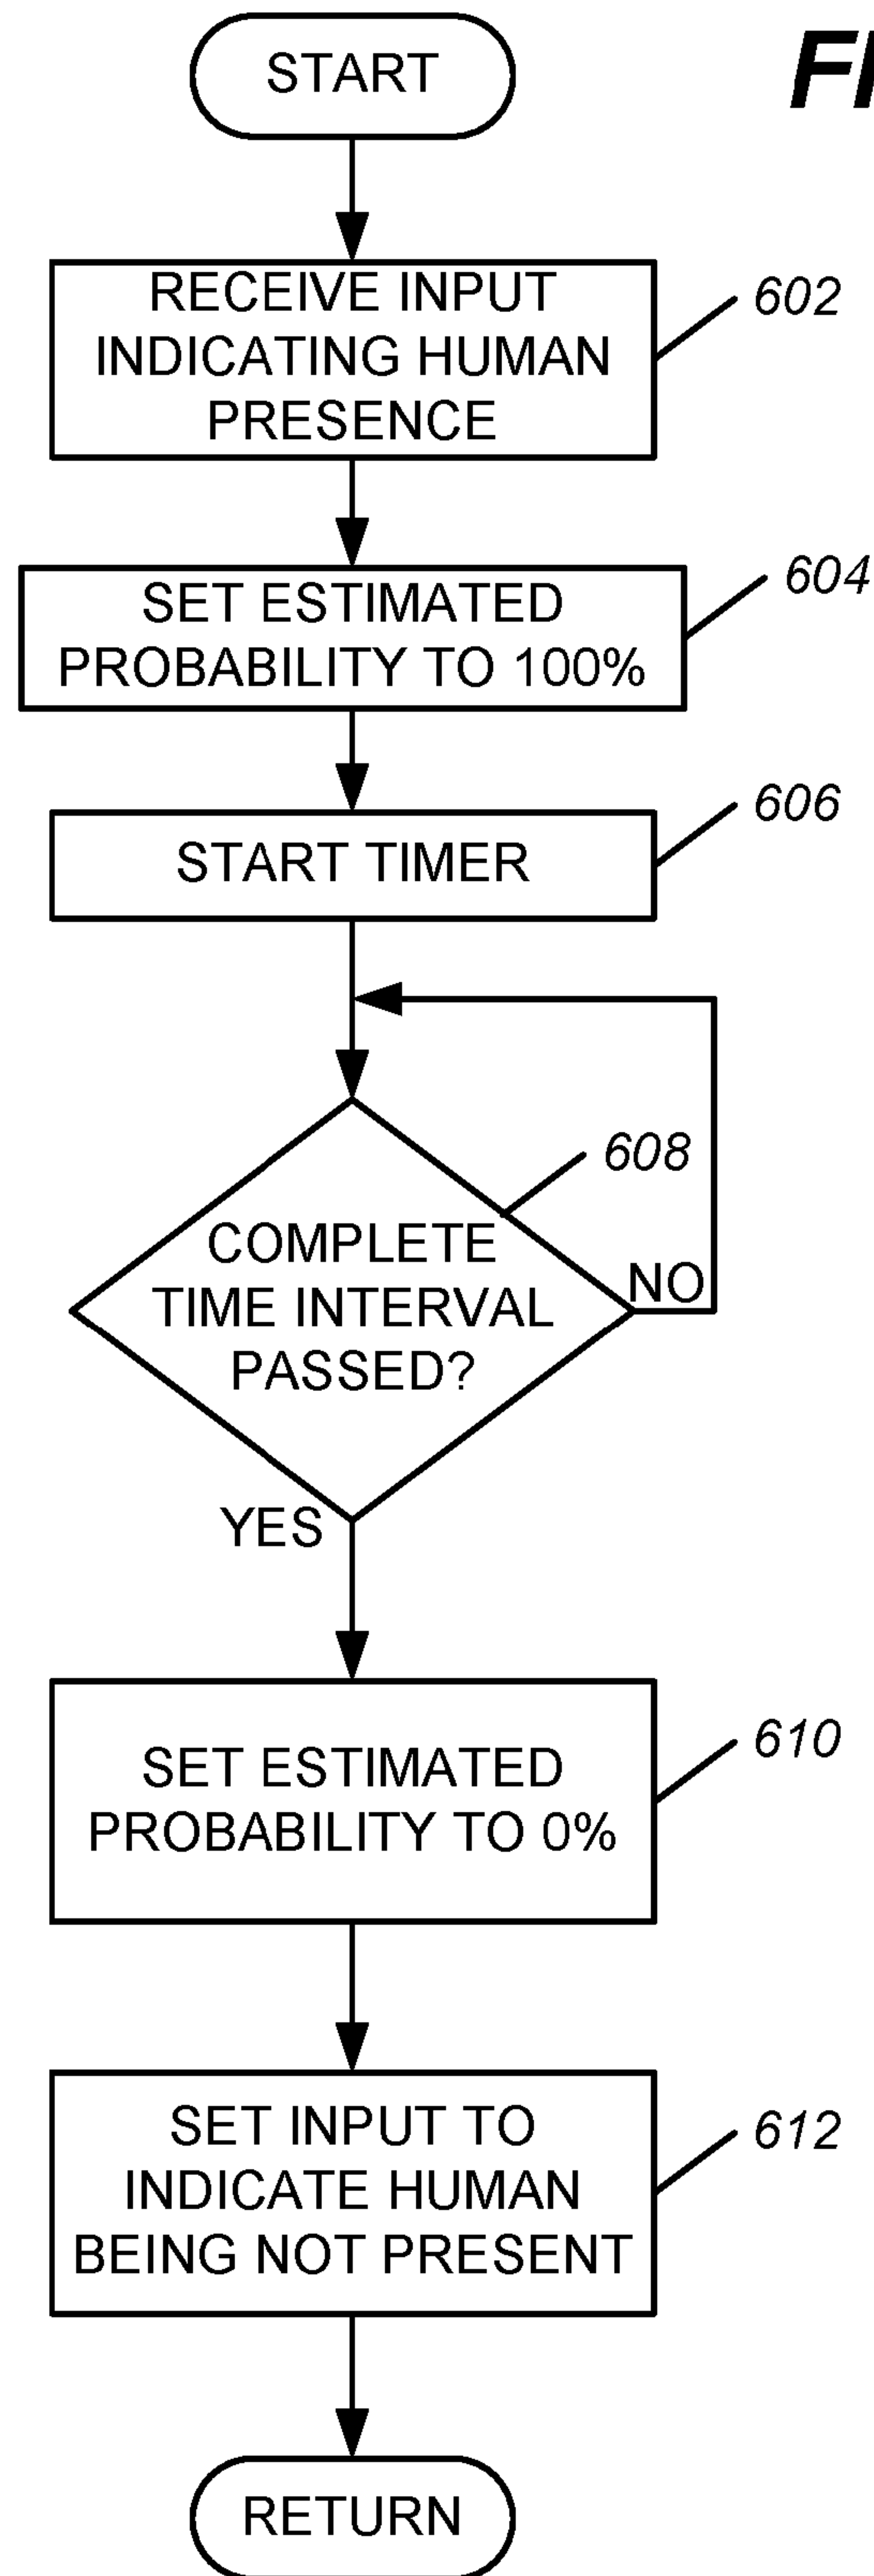 START
RECEIVE INPUT
INDICATING HUMAN
PRESENCE
602
SET ESTIMATED
PROBABILITY TO 100%
604
START TIMER
606
608
COMPLETE
TIME INTERVAL
PASSED?
NO
YES
SET ESTIMATED
PROBABILITY TO 0%
610
SET INPUT TO
INDICATE HUMAN
BEING NOT PRESENT
612
RETURN